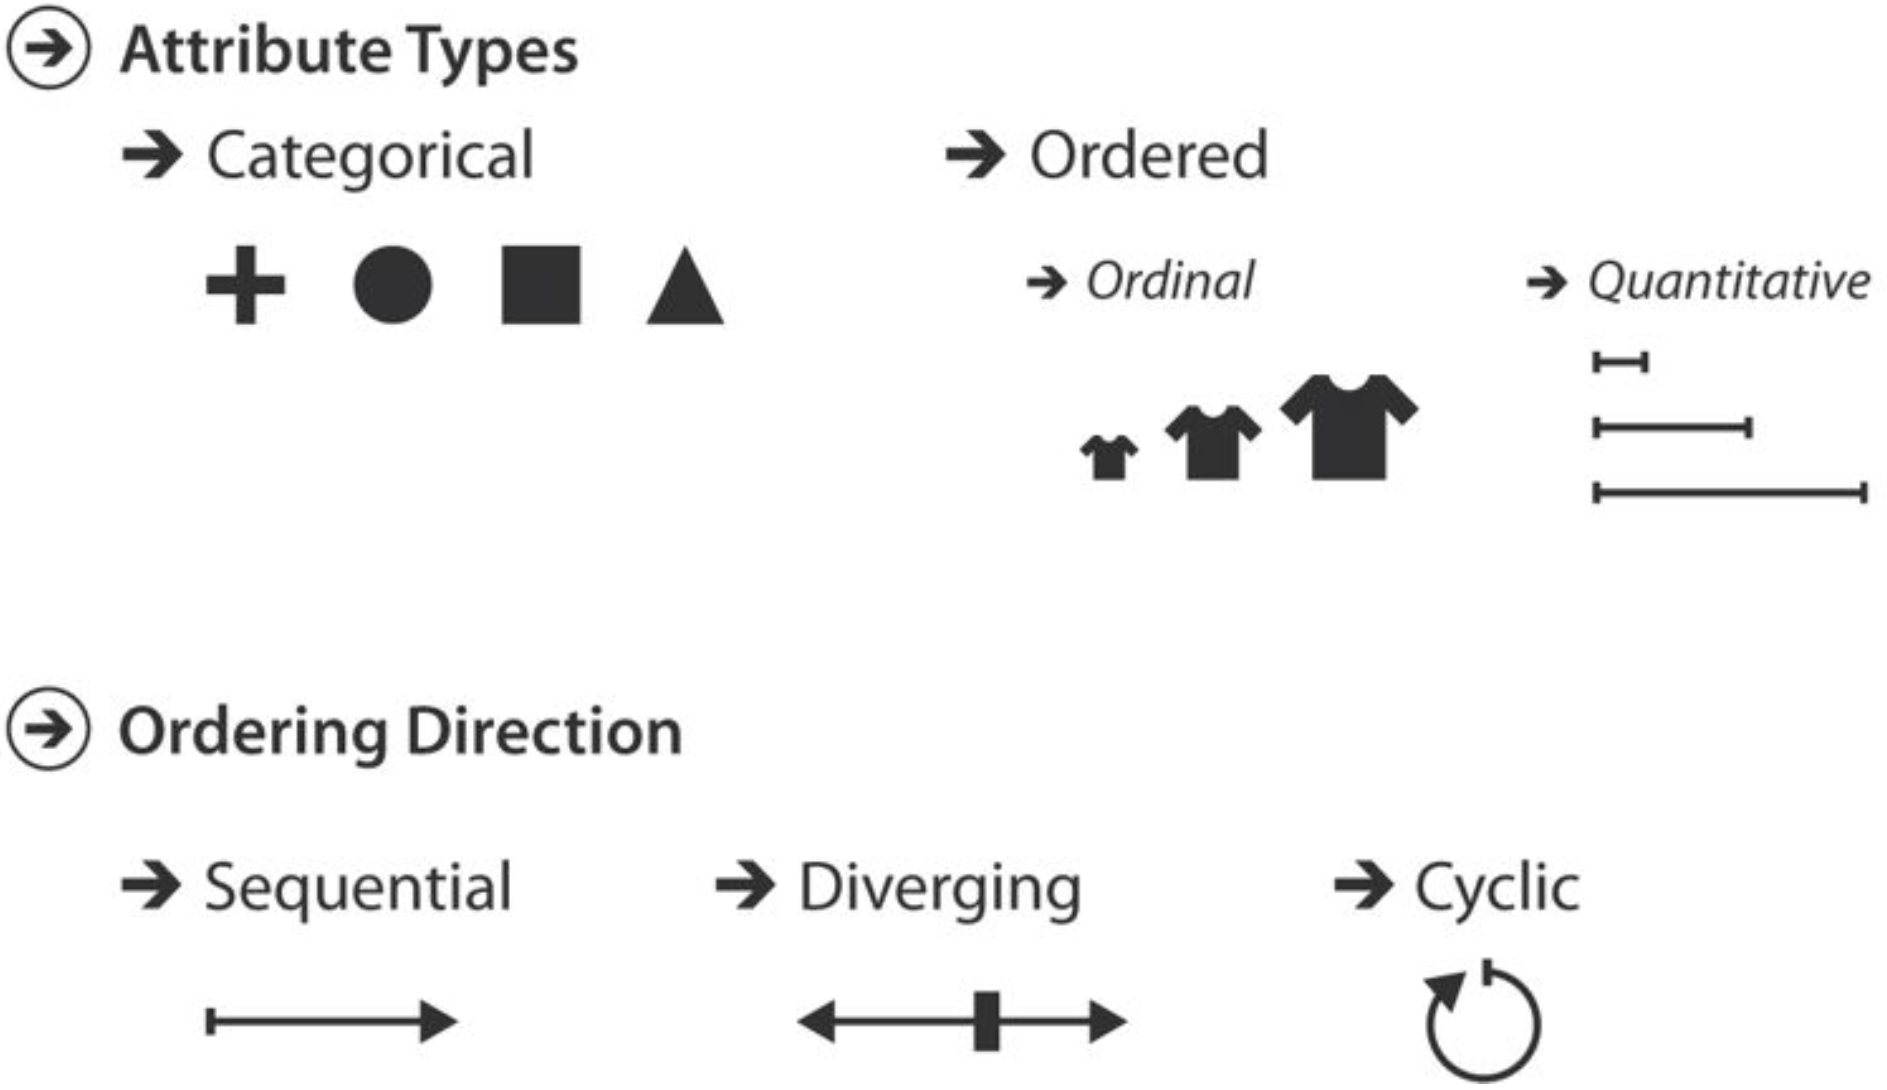 Attribute Types
Categorical
Ordered
Ordinal
Quantitative
Ordering Direction
Sequential
Diverging
Cyclic